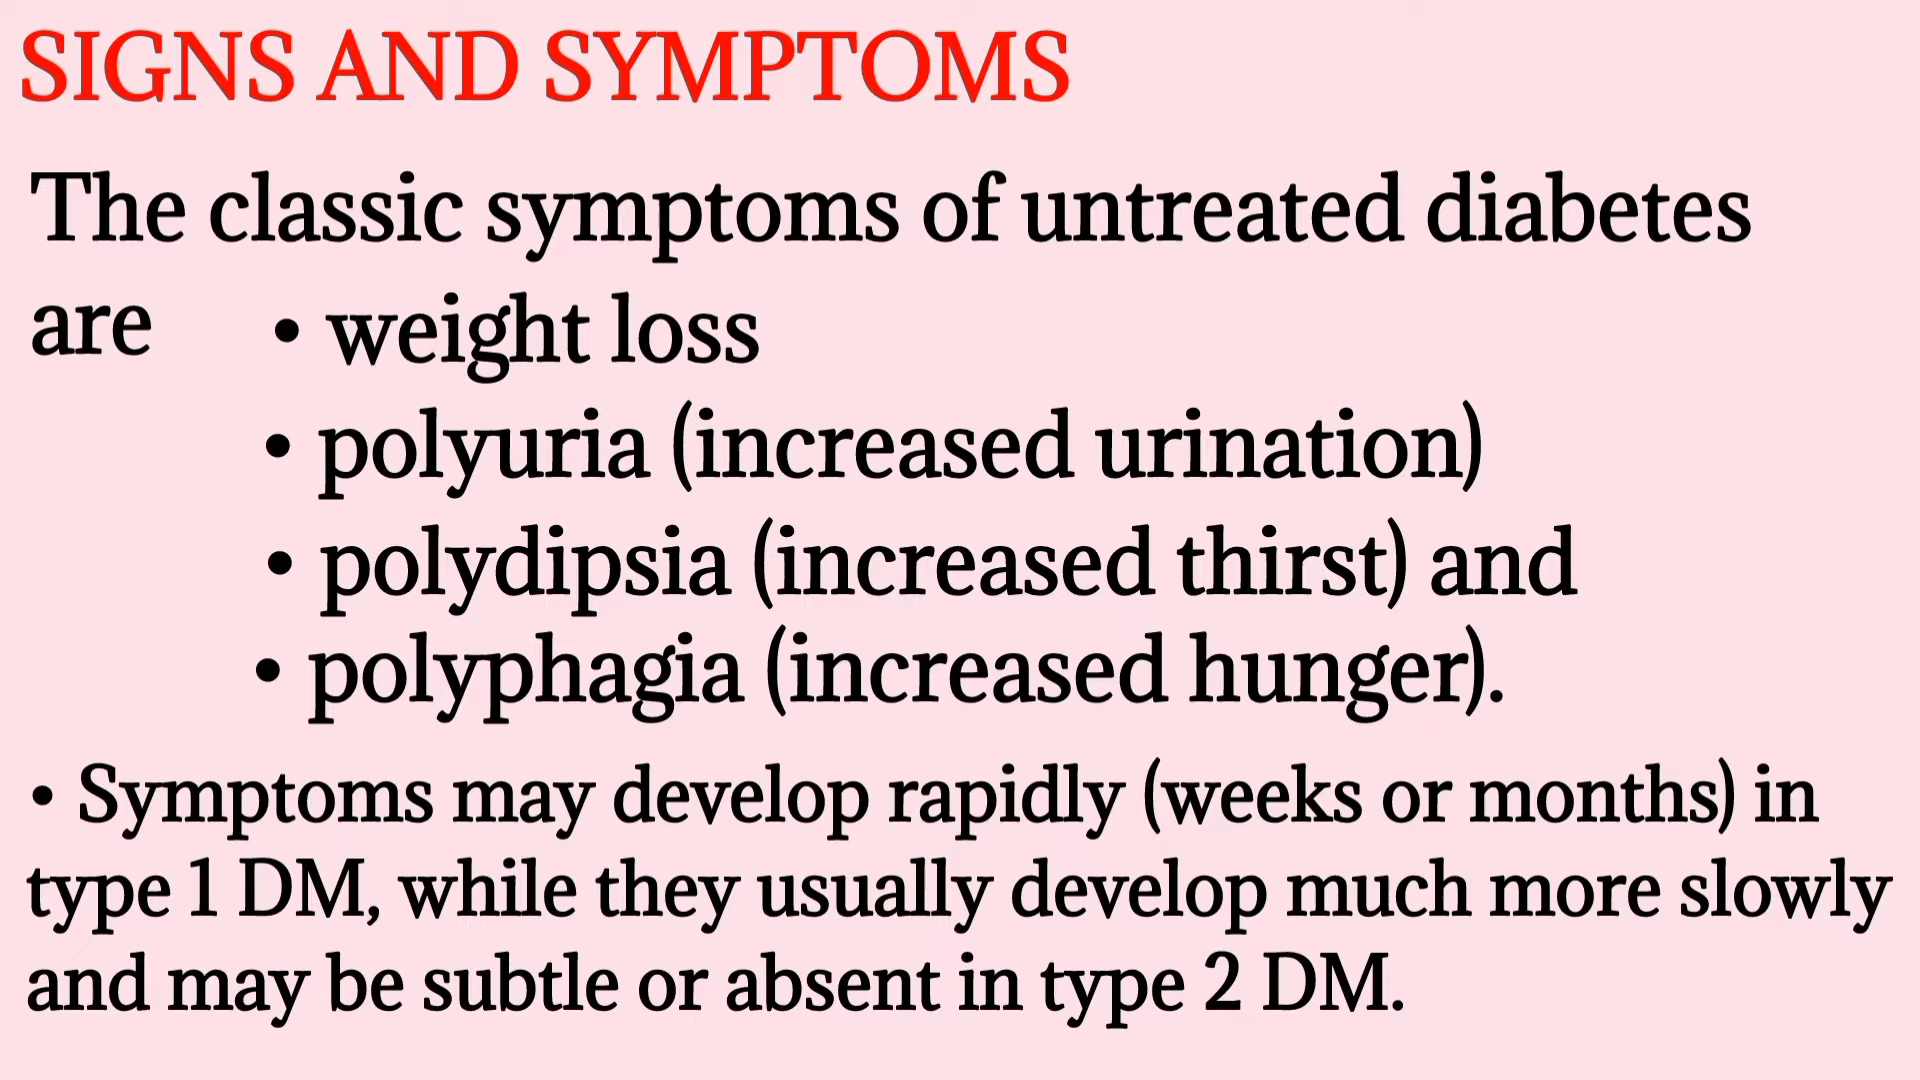 SIGNS AND SYMPTOMS
The classic symptoms of untreated diabetes
are • weight loss
• polyuria (increased urination)
• polydipsia (increased thirst) and
• polyphagia (increased hunger).
• Symptoms may develop rapidly (weeks or months) in
type 1 DM, while they usually develop much more slowly
and may be subtle or absent in type 2 DM.